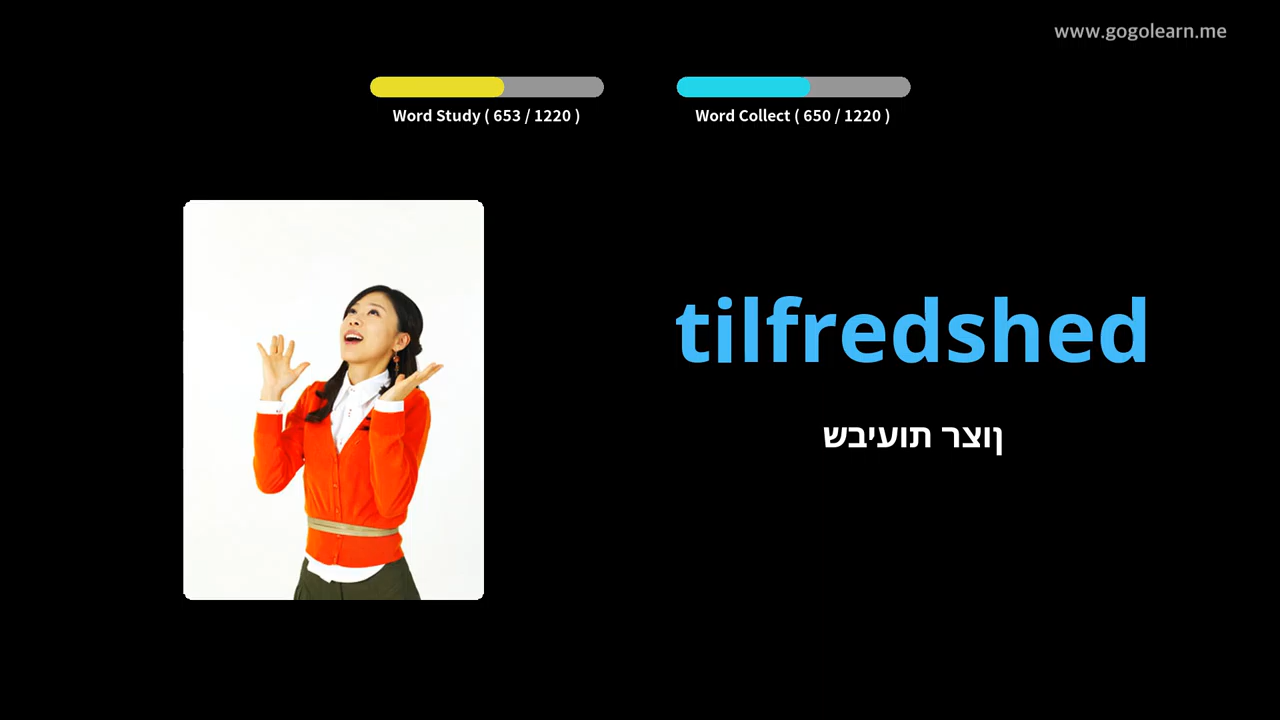 www.gogolearn.me
Word Study ( 653 / 1220 )
Word Collect ( 650 / 1220 )
tilfredshed
שביעות רצון